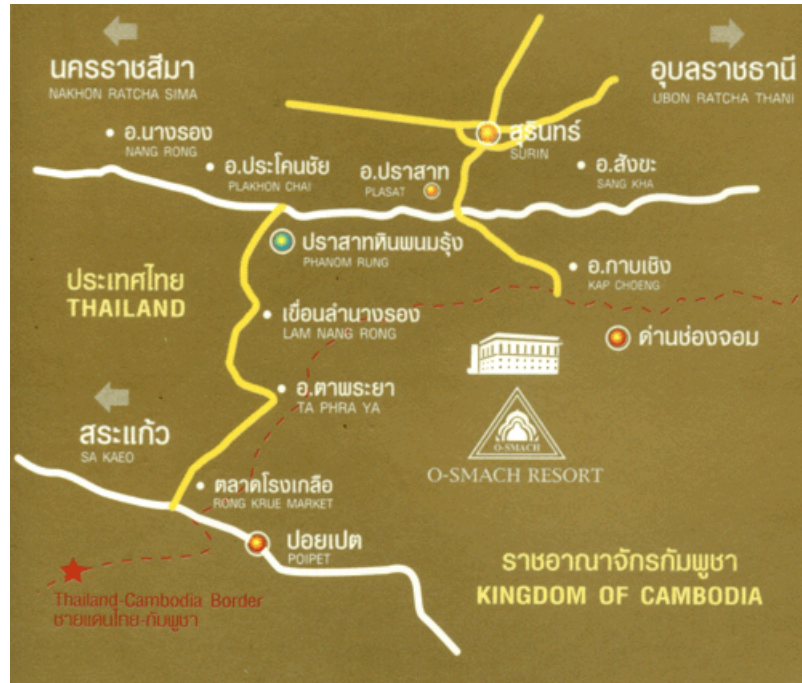 นครราชสีมา
NAKHON RATCHA SIMA
อุบลราชธานี
UBON RATCHA THANI
อ.นางรอง
NANG RONG
อ.ประโคนชัย
PLAKHON CHAI
อ.ปราสาท
PLASAT
สุรินทร์
SURIN
อ.สังขะ
SANG KHA
ปราสาทหินพนมรุ้ง
PHANOM RUNG
ประเทศไทย
THAILAND
อ.กาบเชิง
KAP CHOENG
เขื่อนลำนางรอง
LAM NANG RONG
ด่านช่องจอม
อ.ตาพระยา
TA PHRA YA
สระแก้ว
SA KAEO
O-SMACH
O-SMACH RESORT
ตลาดโรงเกลือ
RONG KRUE MARKET
ปอยเปต
POIPET
ราชอาณาจักรกัมพูชา
KINGDOM OF CAMBODIA
Thailand-Cambodia Border
ชายแดนไทย-กัมพูชา